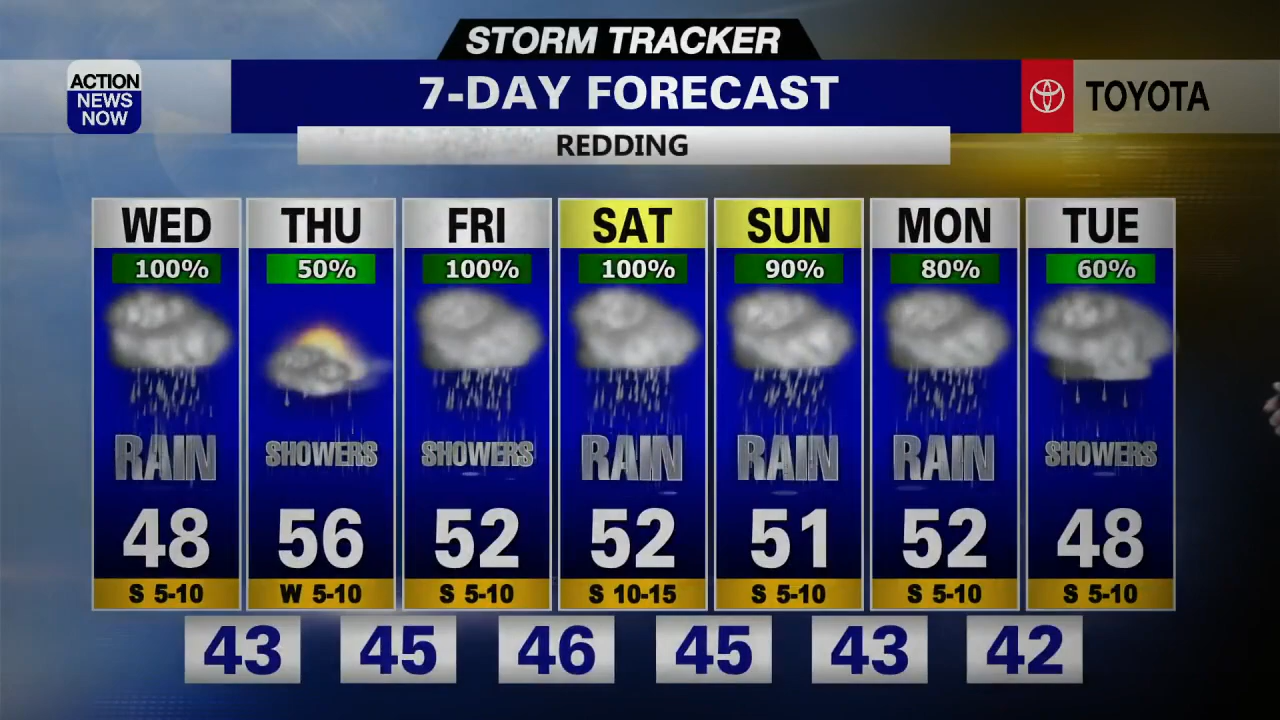 STORM TRACKER
ACTION
NEWS
NOW
7-DAY FORECAST
TOYOTA
REDDING
WED THU FRI SAT SUN MON TUE
100% 50% 100% 100% 90% 80% 60%
RAIN SHOWERS SHOWERS RAIN RAIN RAIN SHOWERS
48 56 52 52 51 52 48
S 5-10 W 5-10 S 5-10 S 10-15 S 5-10 S 5-10 S 5-10
43 45 46 45 43 42